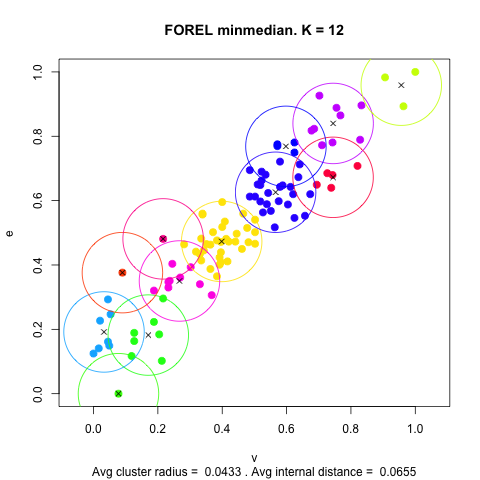 FOREL minmedian. K = 12
1.0
0.8
0.6
0.4
0.2
0.0
e
0.0 0.2 0.4 0.6 0.8 1.0
v
Avg cluster radius =  0.0433 . Avg internal distance =  0.0655